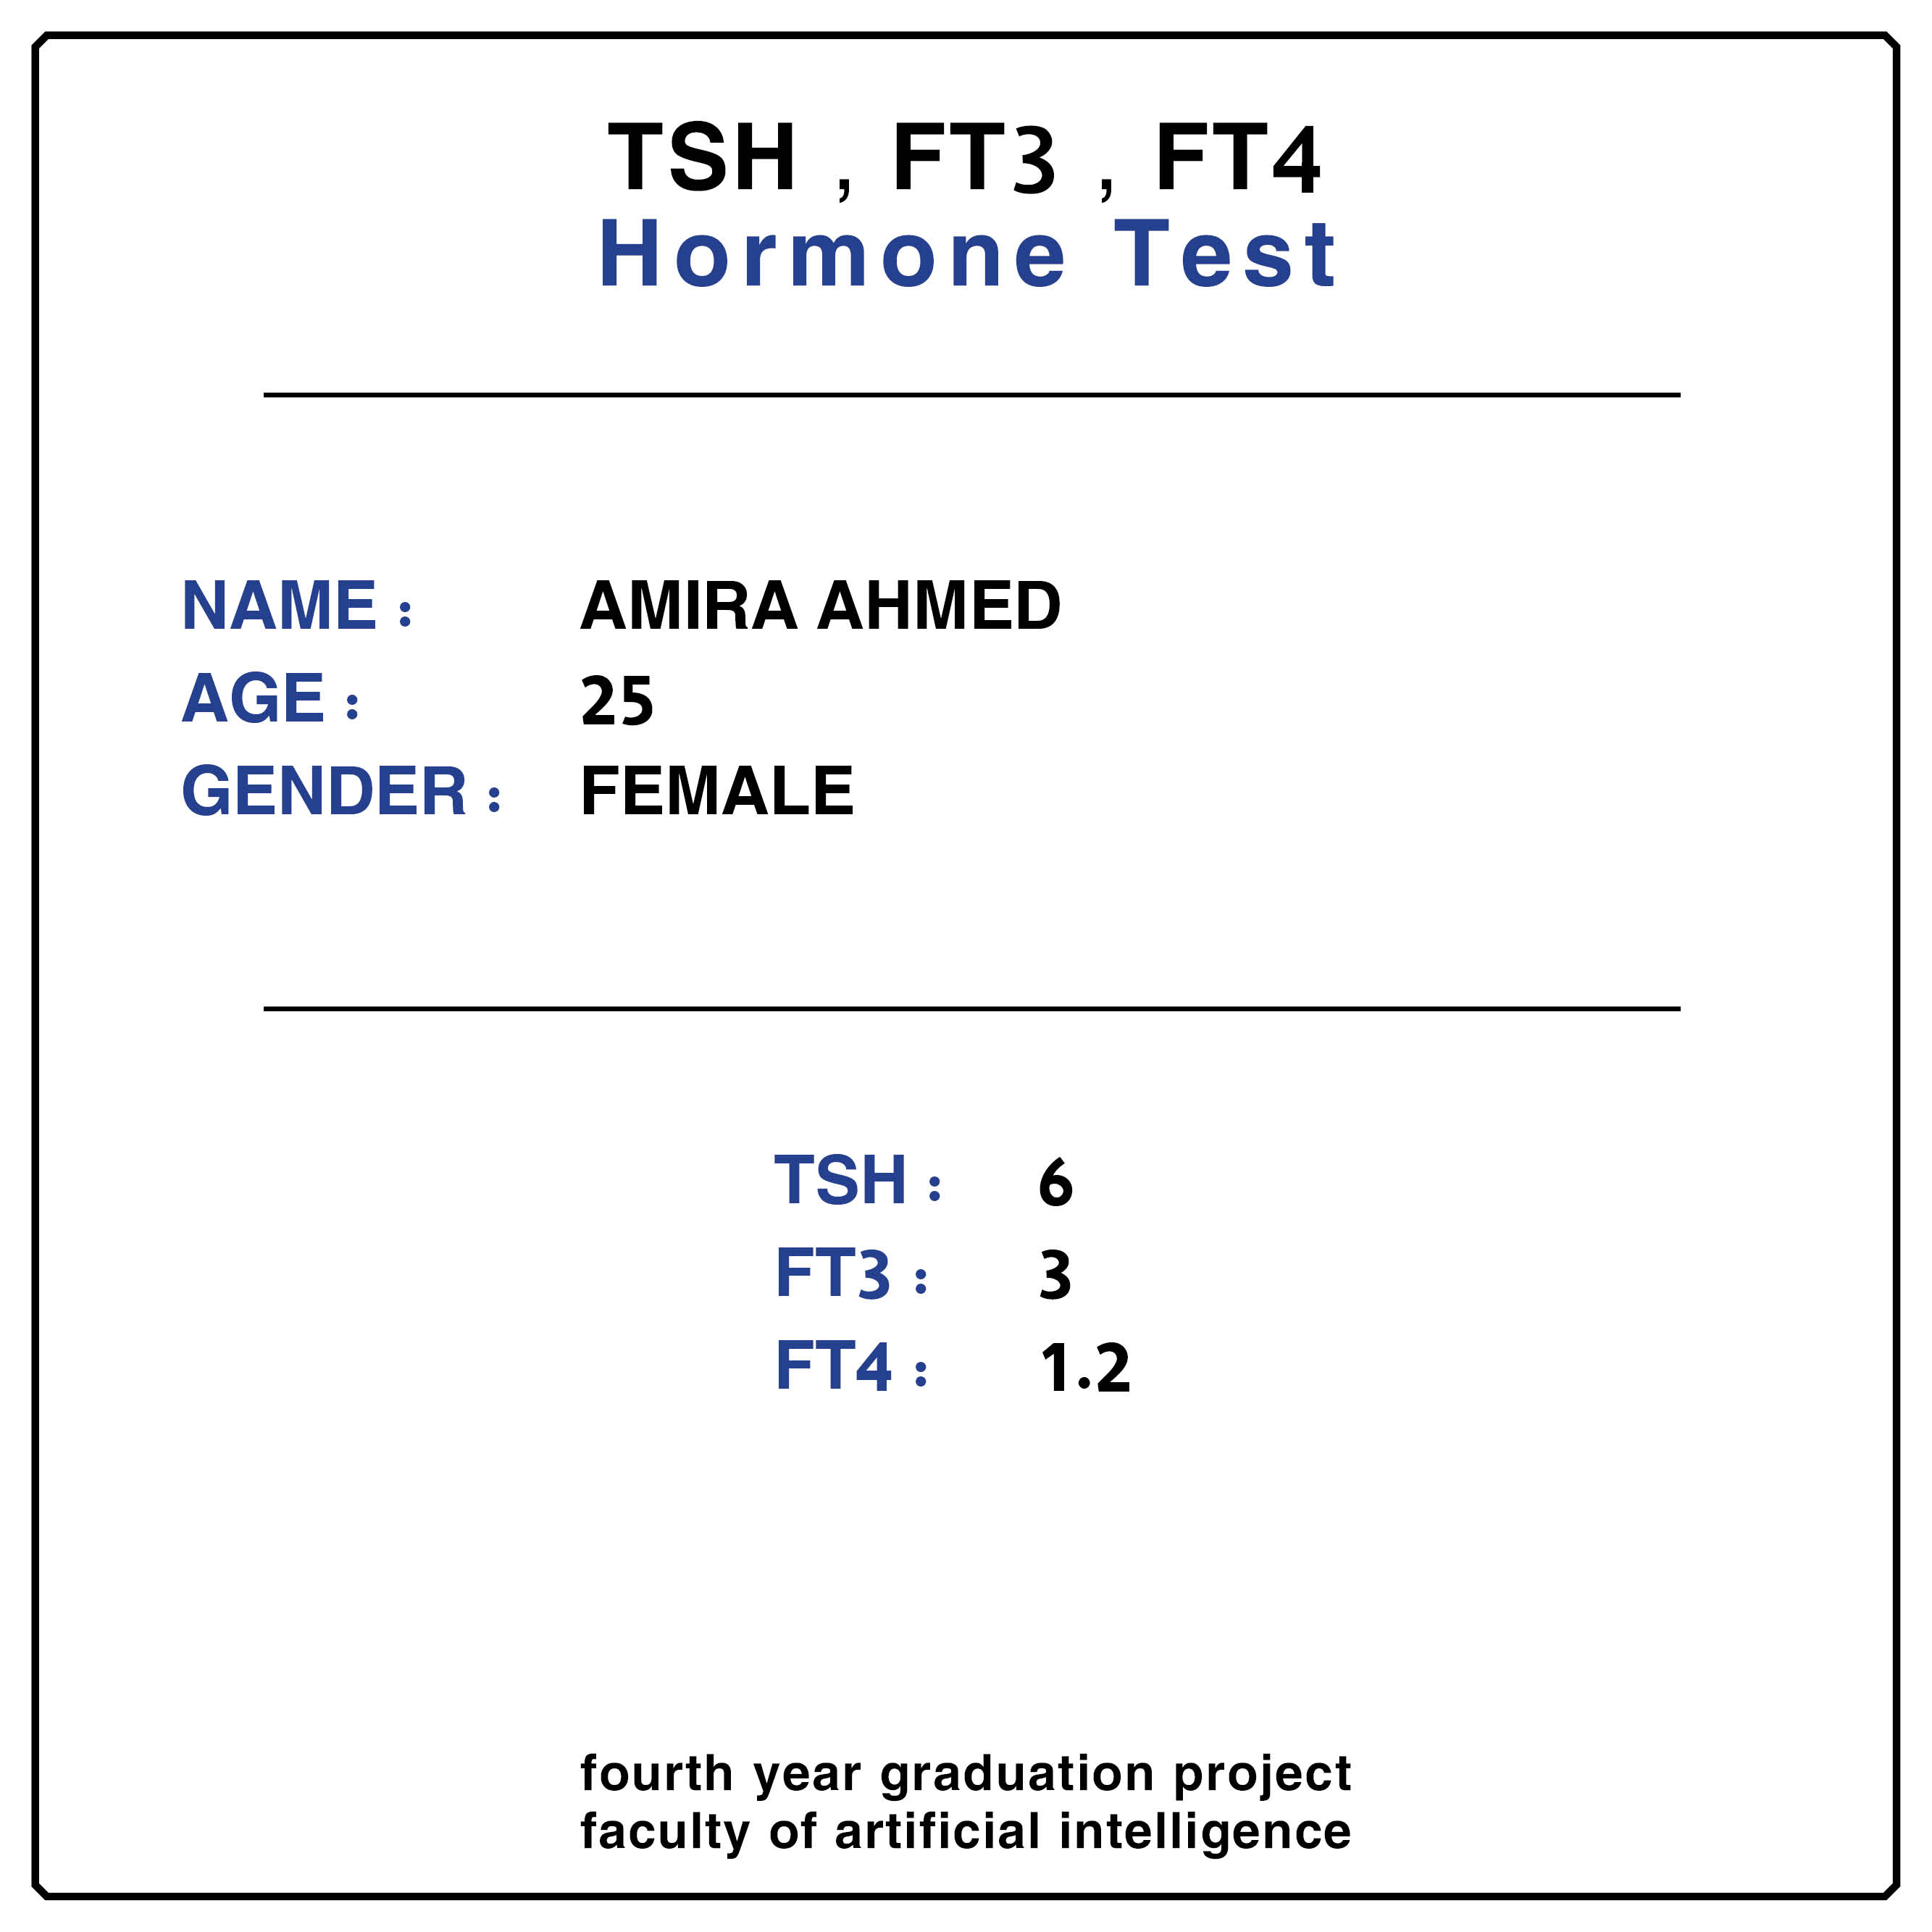 TSH , FT3 , FT4
Hormone Test
NAME : AMIRA AHMED
AGE : 25
GENDER : FEMALE
TSH : 6
FT3 : 3
FT4 : 1.2
fourth year graduation project
faculty of artificial intelligence